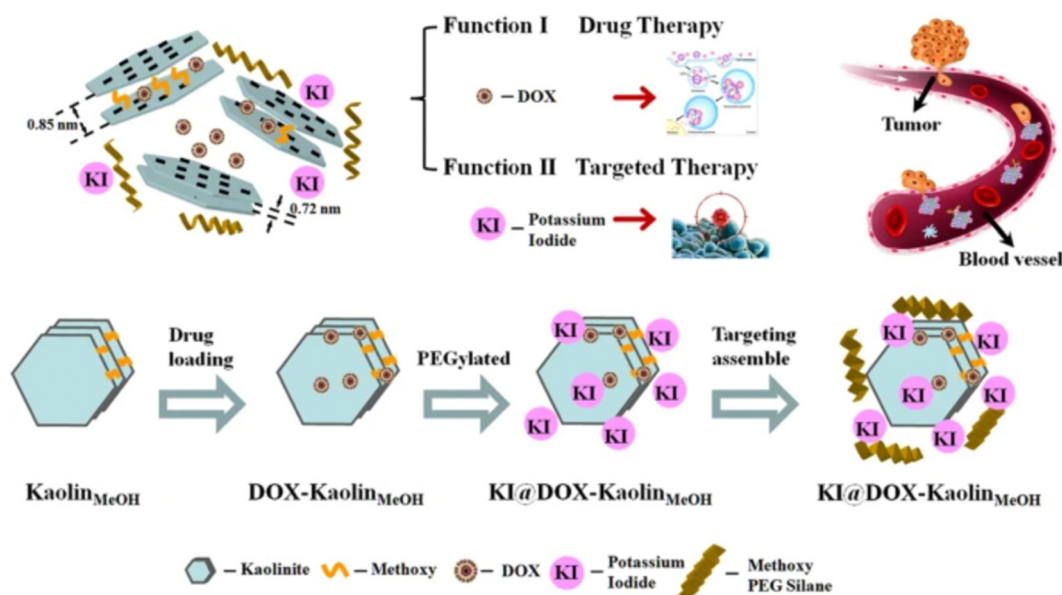 Function I Drug Therapy
KI
0.85 nm
– DOX
Tumor
KI
KI
Function II Targeted Therapy
0.72 nm
KI – Potassium
Iodide
Blood vessel
Drug
loading
PEGylated
Targeting
assemble
KI KI
KI KI
KI KI
KI KI
KI
KI KI
KaolinMeOH
DOX-KaolinMeOH
KI@DOX-KaolinMeOH
KI@DOX-KaolinMeOH
– Kaolinite
– Methoxy
– DOX
KI – Potassium
Iodide
– Methoxy
PEG Silane